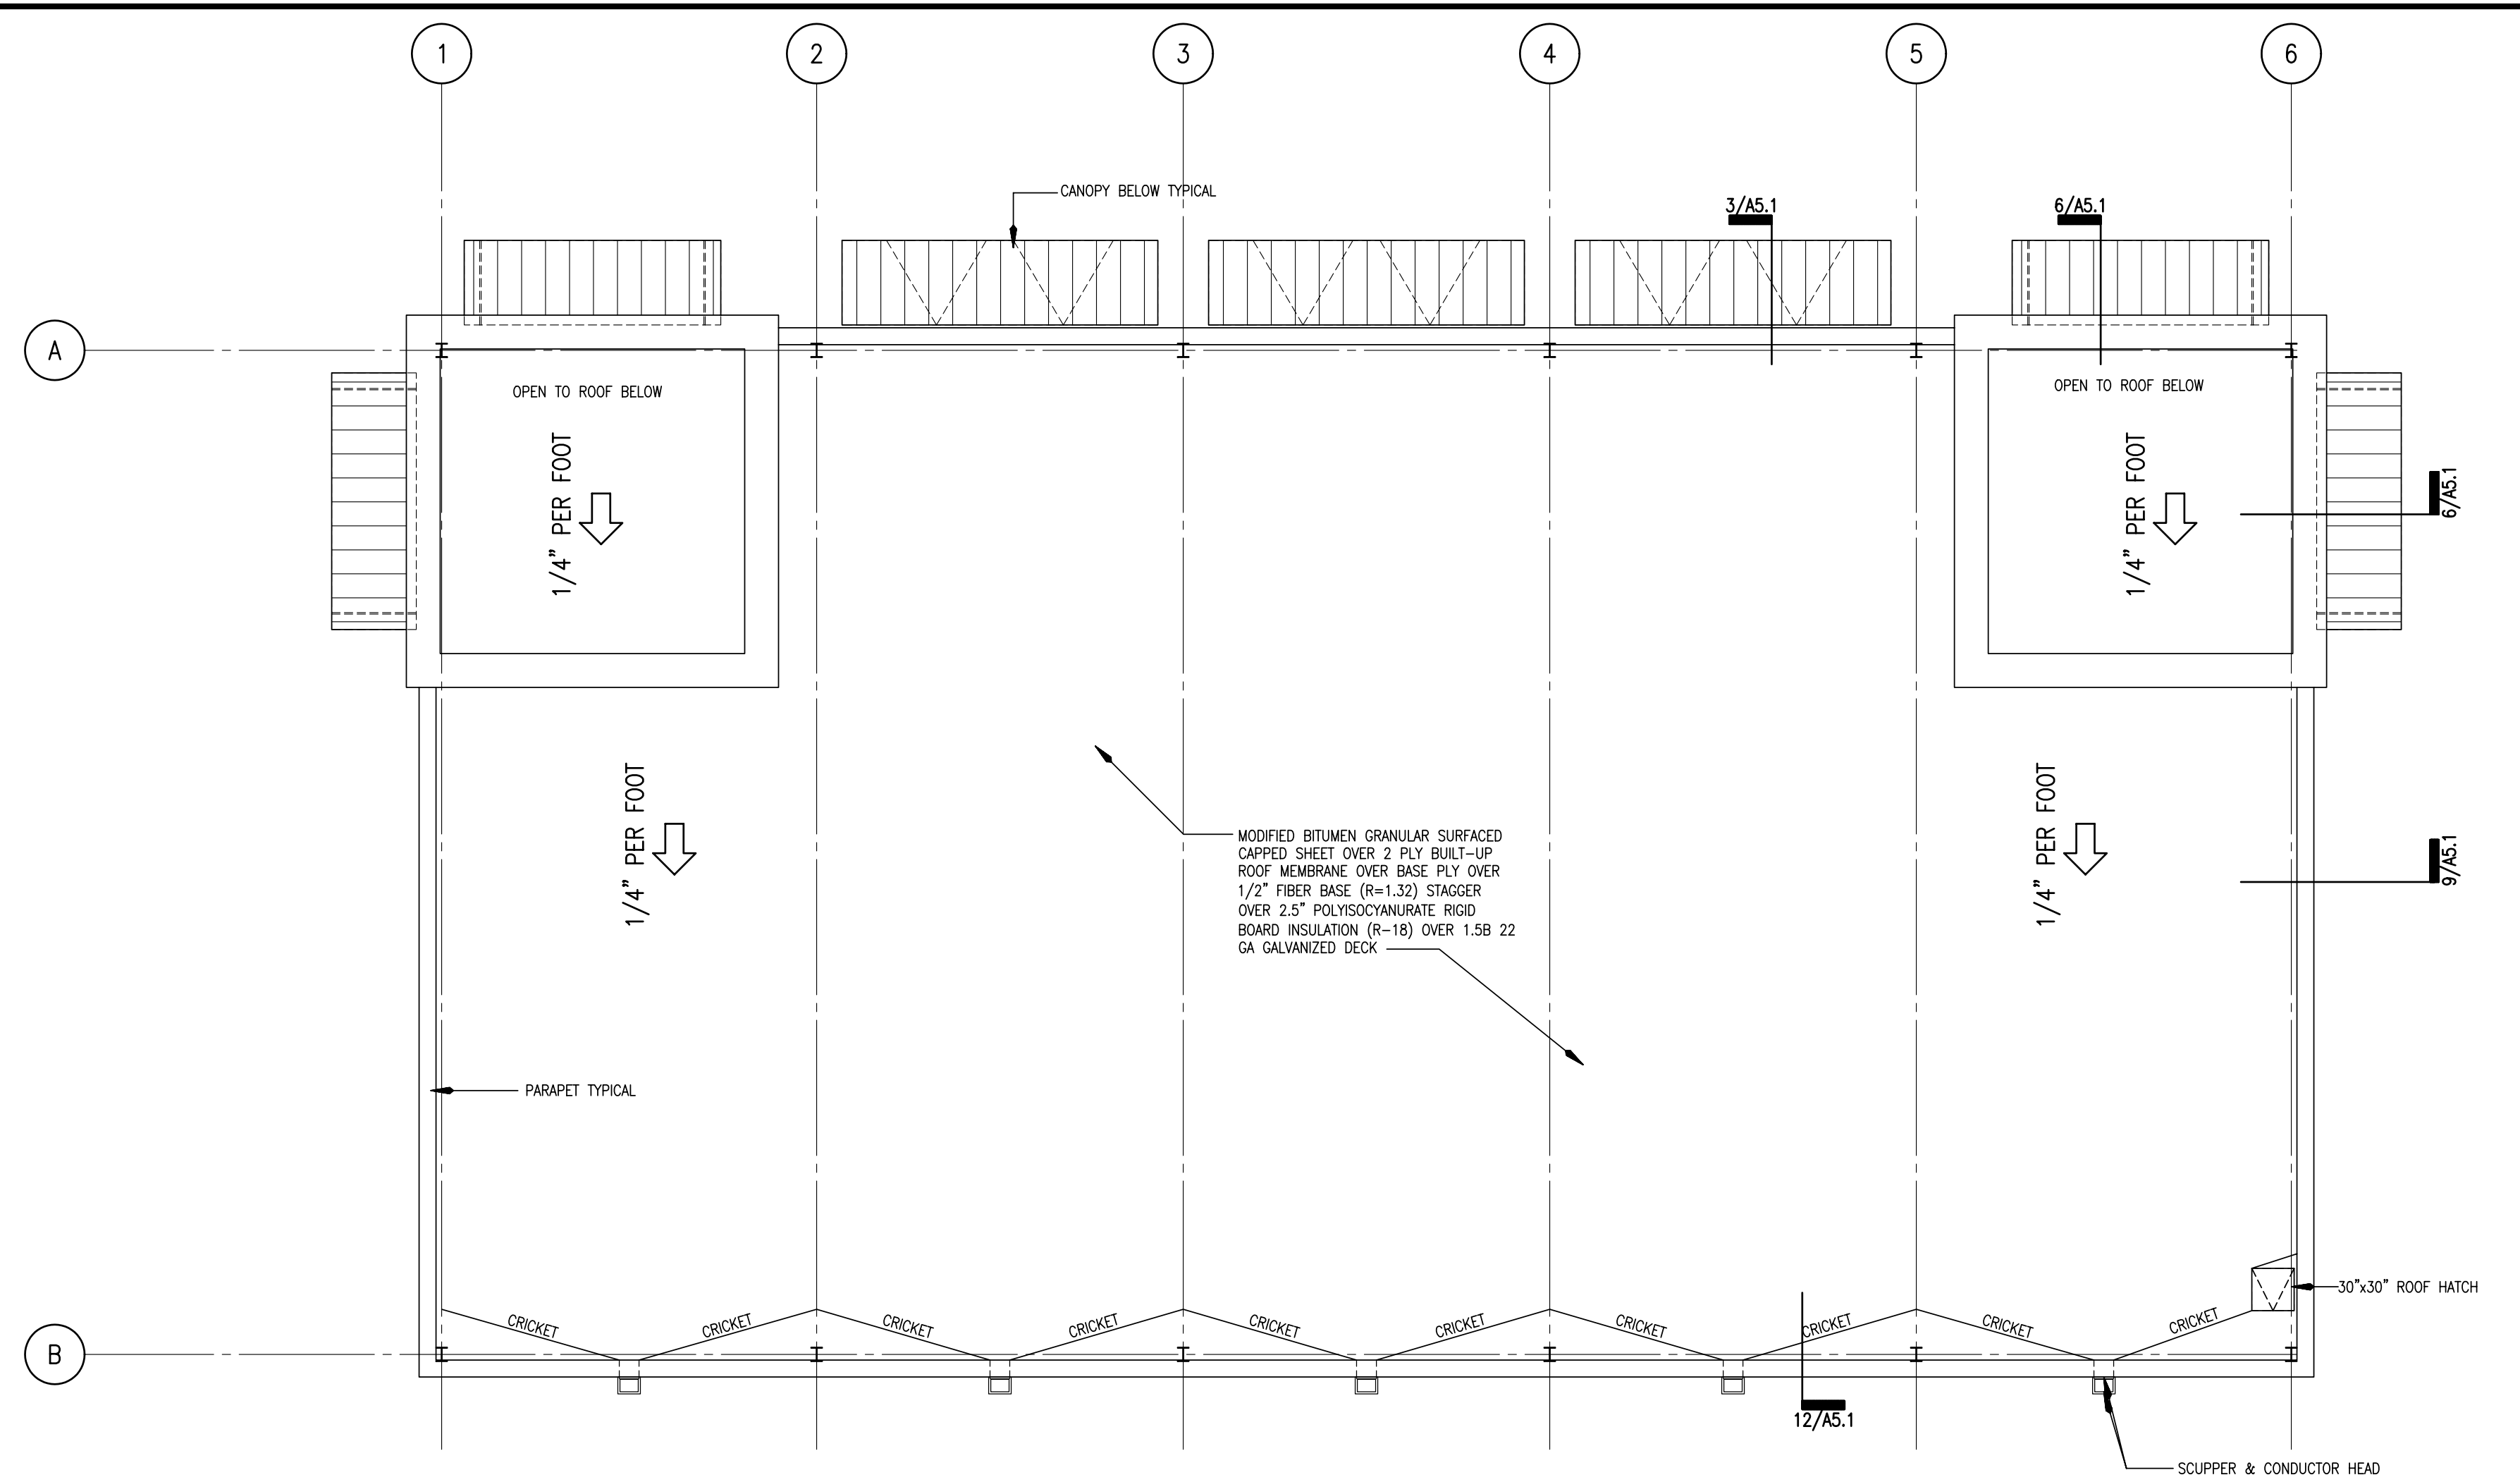 1
2
3
4
5
6
CANOPY BELOW TYPICAL
3/A5.1
6/A5.1
A
OPEN TO ROOF BELOW
OPEN TO ROOF BELOW
1/4" PER FOOT
1/4" PER FOOT
6/A5.1
1/4" PER FOOT
1/4" PER FOOT
9/A5.1
MODIFIED BITUMEN GRANULAR SURFACED
CAPPED SHEET OVER 2 PLY BUILT-UP
ROOF MEMBRANE OVER BASE PLY OVER
1/2" FIBER BASE (R=1.32) STAGGER
OVER 2.5" POLYISOCYANURATE RIGID
BOARD INSULATION (R-18) OVER 1.5B 22
GA GALVANIZED DECK
PARAPET TYPICAL
30"x30" ROOF HATCH
CRICKET
CRICKET
CRICKET
CRICKET
CRICKET
CRICKET
CRICKET
CRICKET
CRICKET
CRICKET
B
12/A5.1
SCUPPER & CONDUCTOR HEAD